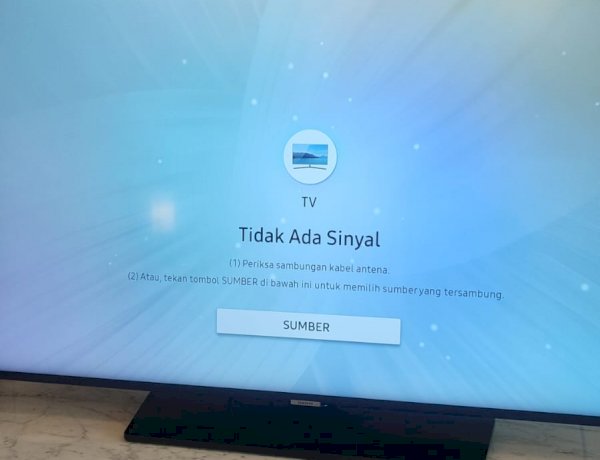 TV
Tidak Ada Sinyal
(1) Periksa sambungan kabel antena.
(2) Atau, tekan tombol SUMBER di bawah ini untuk memilih sumber yang tersambung.
SUMBER